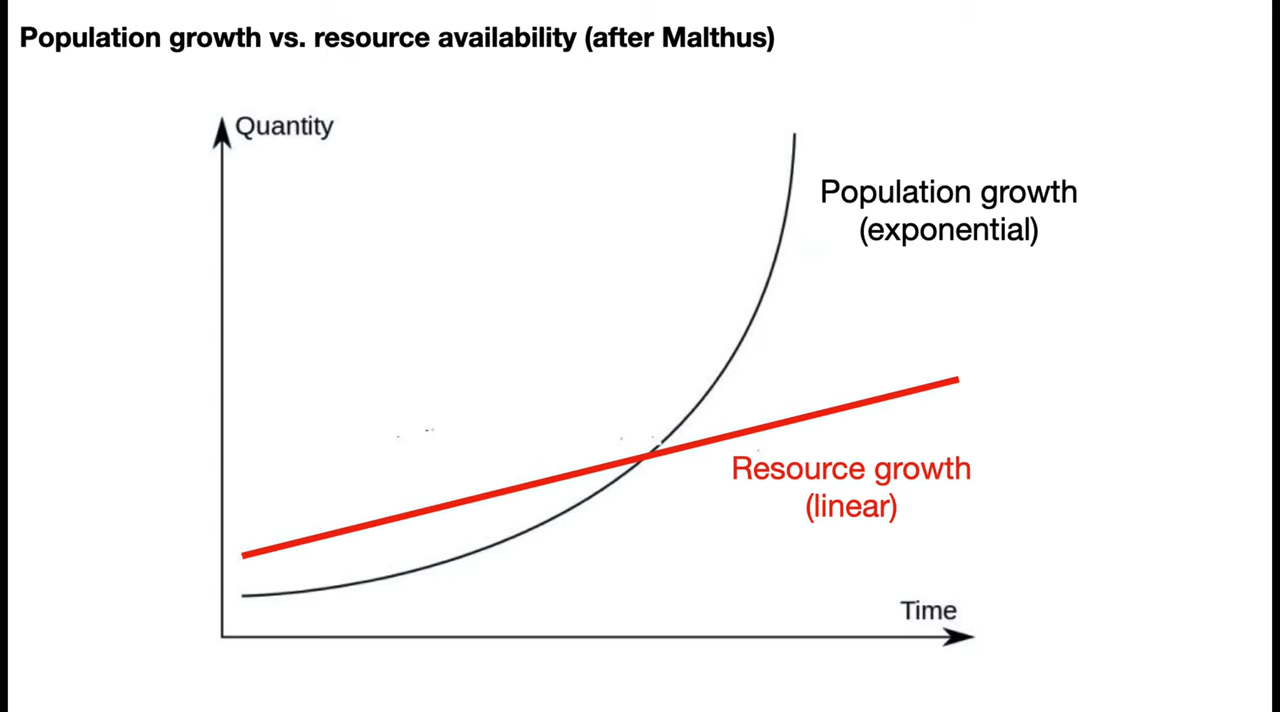 Population growth vs. resource availability (after Malthus)
Quantity
Population growth
(exponential)
Resource growth
(linear)
Time